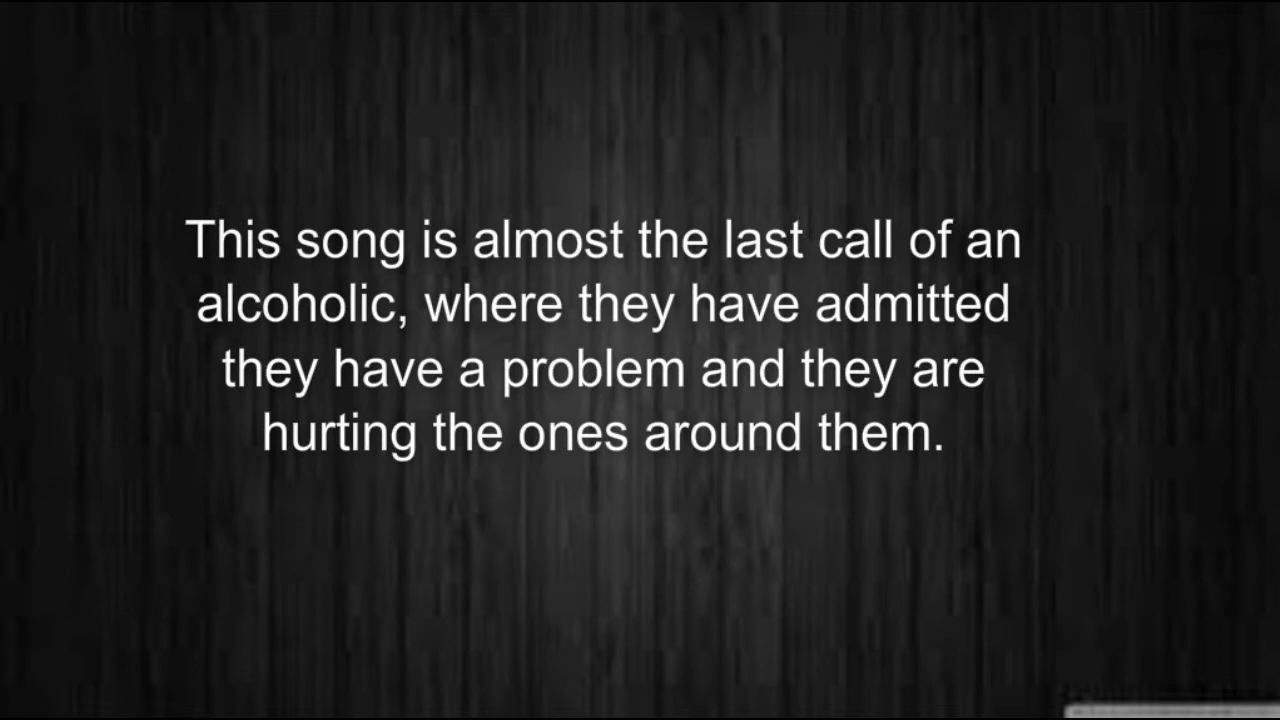 This song is almost the last call of an
alcoholic, where they have admitted
they have a problem and they are
hurting the ones around them.